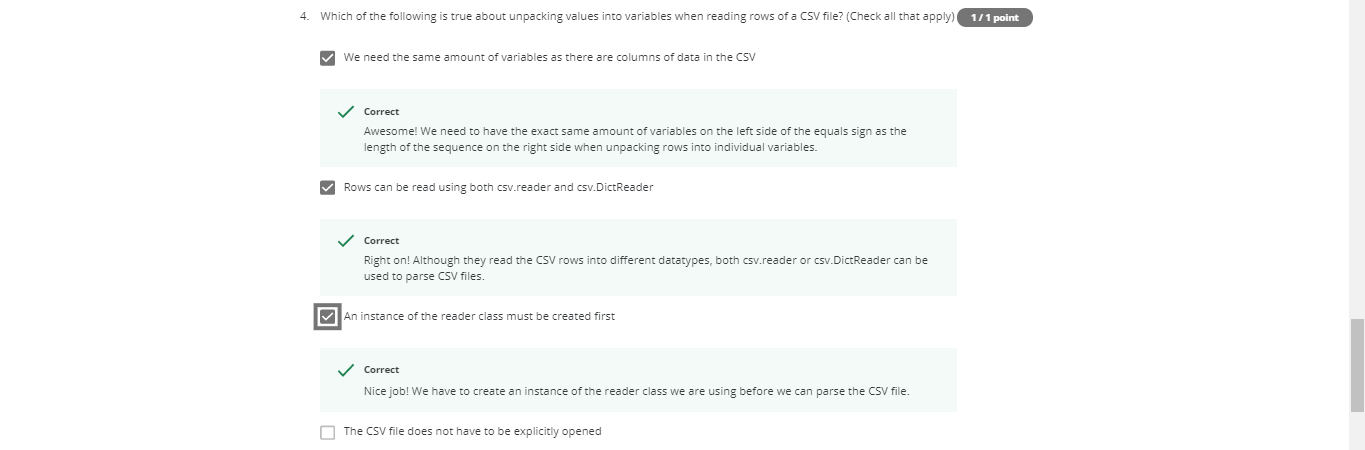 4. Which of the following is true about unpacking values into variables when reading rows of a CSV file? (Check all that apply) 1 / 1 point
We need the same amount of variables as there are columns of data in the CSV
Correct
Awesome! We need to have the exact same amount of variables on the left side of the equals sign as the
length of the sequence on the right side when unpacking rows into individual variables.
Rows can be read using both csv.reader and csv.DictReader
Correct
Right on! Although they read the CSV rows into different datatypes, both csv.reader or csv.DictReader can be
used to parse CSV files.
An instance of the reader class must be created first
Correct
Nice job! We have to create an instance of the reader class we are using before we can parse the CSV file.
The CSV file does not have to be explicitly opened